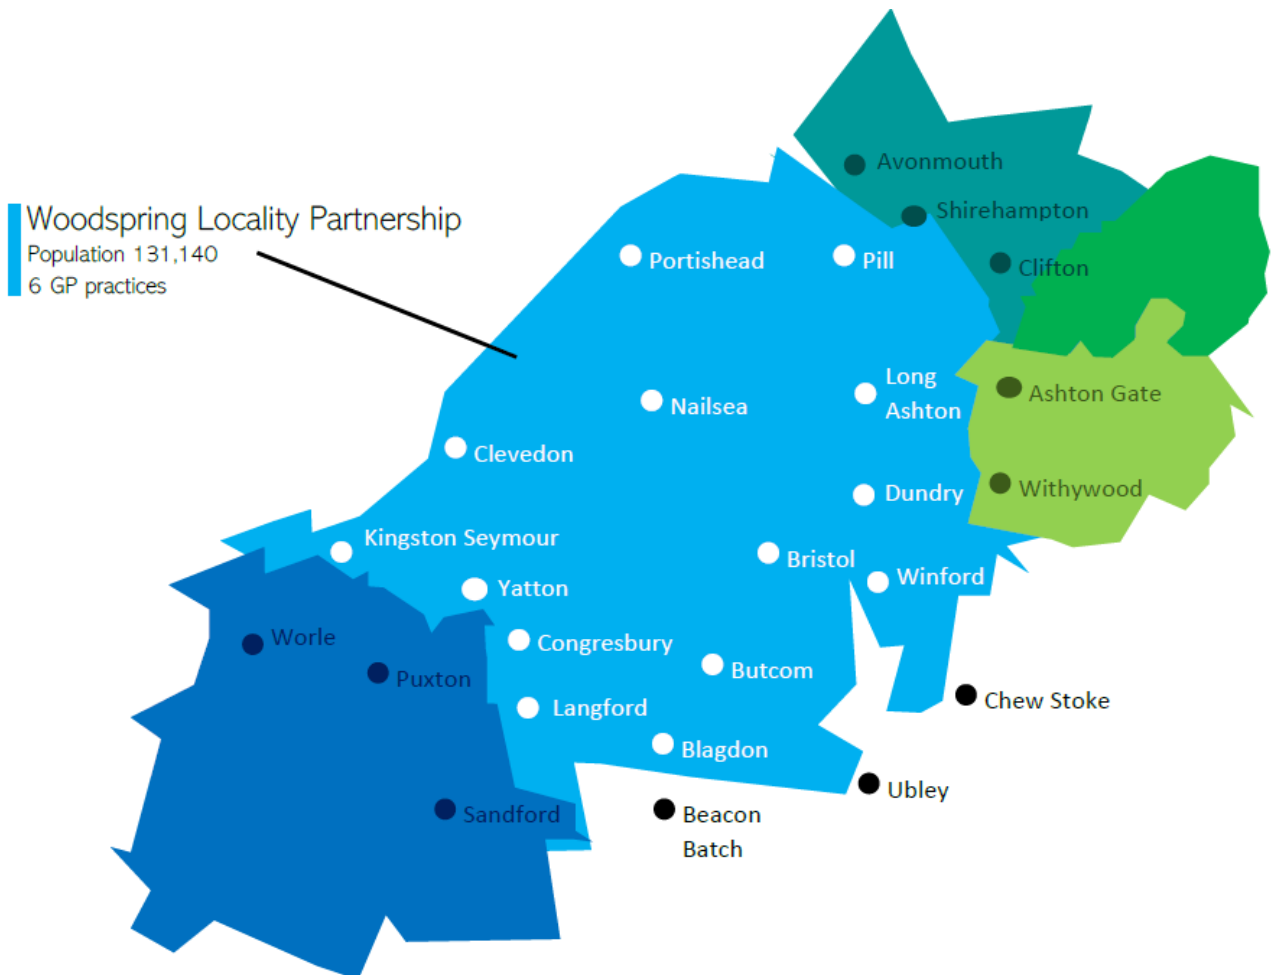 Woodspring Locality Partnership
Population 131,140
6 GP practices
Avonmouth
Shirehampton
Clifton
Portishead
Pill
Long
Ashton
Nailsea
Ashton Gate
Clevedon
Dundry
Withywood
Kingston Seymour
Bristol
Winford
Yatton
Worle
Congresbury
Butcom
Puxton
Chew Stoke
Langford
Blagdon
Ubley
Sandford
Beacon
Batch